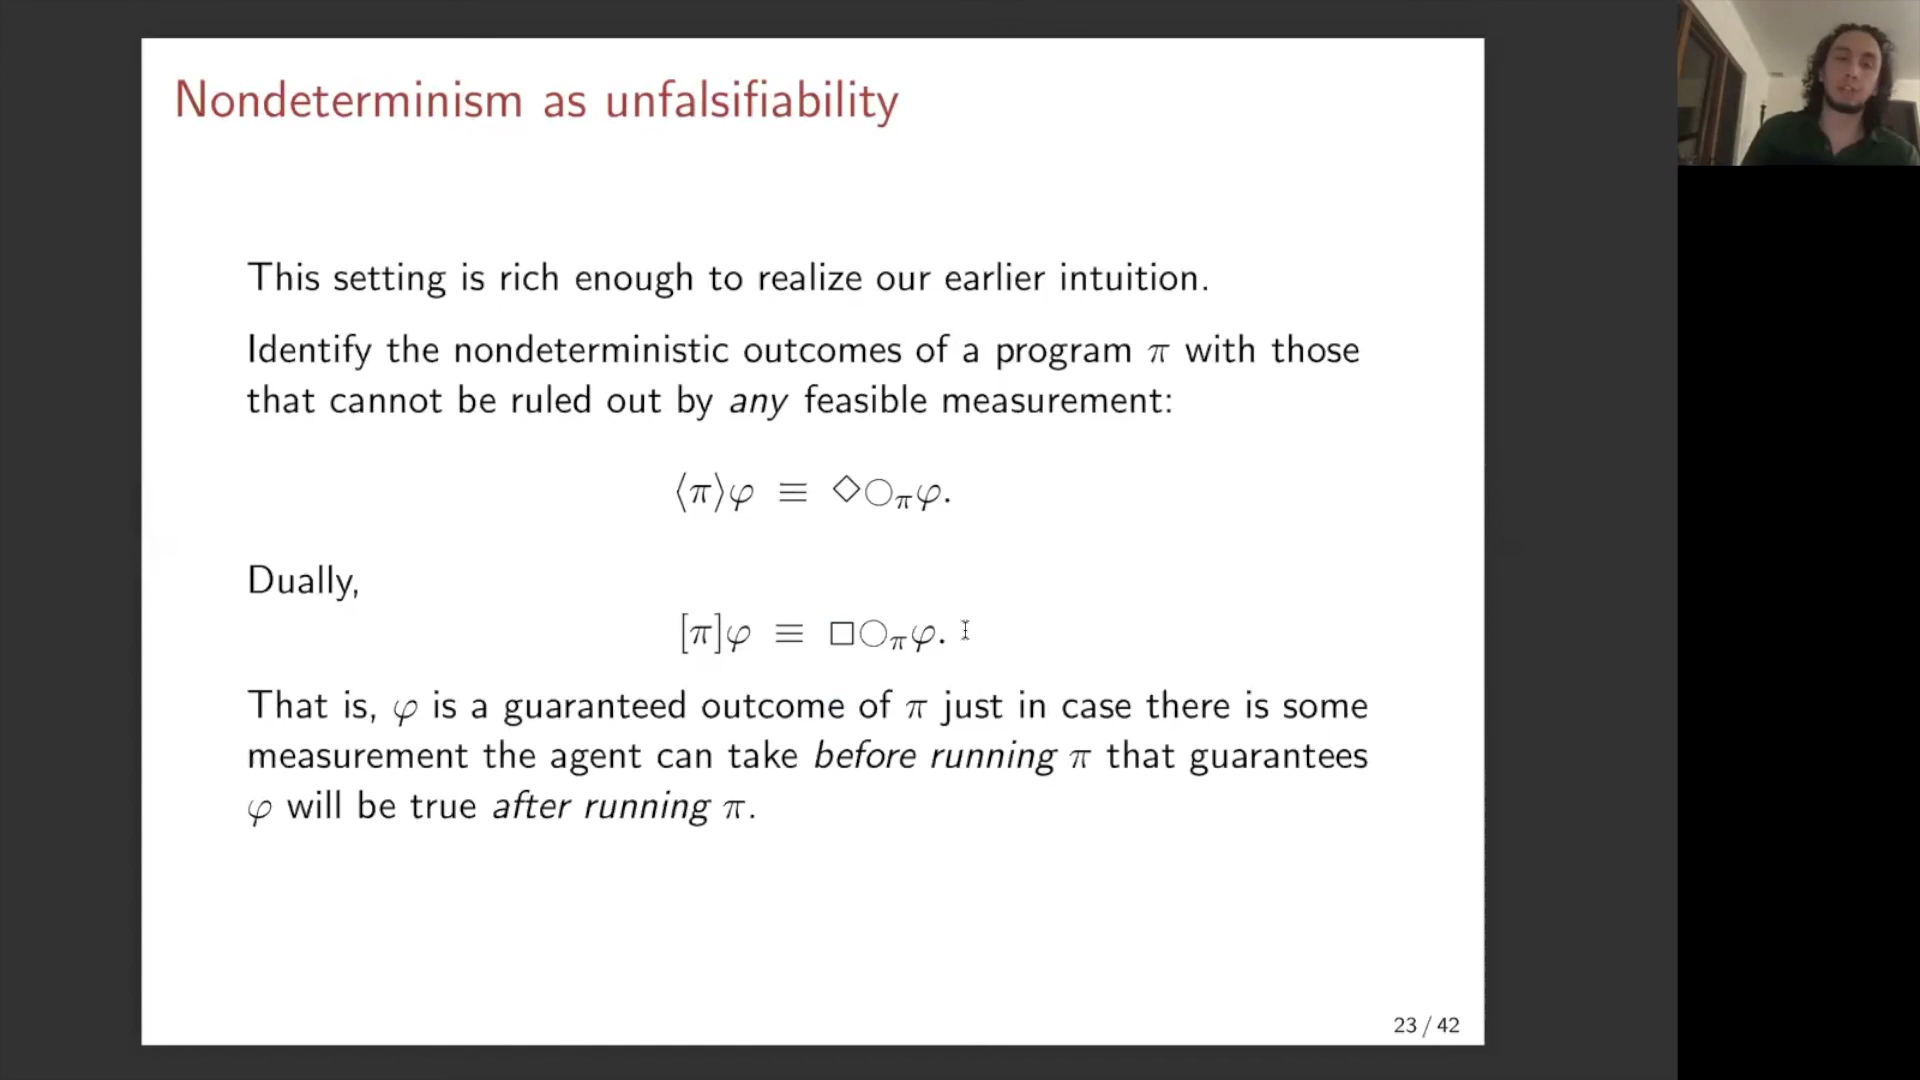 Nondeterminism as unfalsifiability
This setting is rich enough to realize our earlier intuition.
Identify the nondeterministic outcomes of a program π with those
that cannot be ruled out by any feasible measurement:
⟨π⟩φ ≡ ◇○_πφ.
Dually,
[π]φ ≡ □○_πφ.
That is, φ is a guaranteed outcome of π just in case there is some
measurement the agent can take before running π that guarantees
φ will be true after running π.
23 / 42